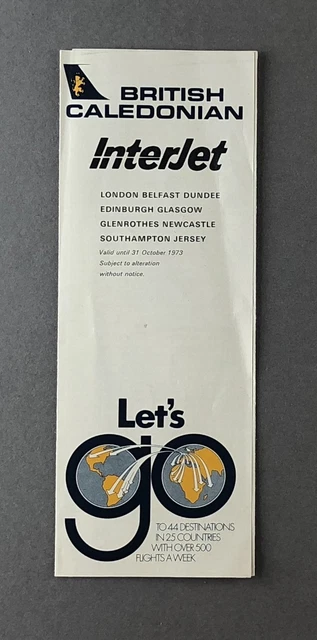 BRITISH
CALEDONIAN
InterJet
LONDON BELFAST DUNDEE
EDINBURGH GLASGOW
GLENROTHES NEWCASTLE
SOUTHAMPTON JERSEY
Valid until 31 October 1973
Subject to alteration
without notice.
Let's
go
TO 44 DESTINATIONS
IN 25 COUNTRIES
WITH OVER 500
FLIGHTS A WEEK